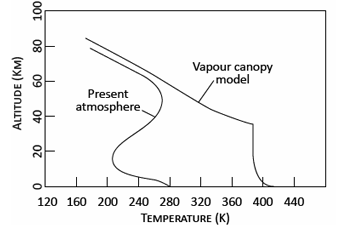 100
80
60
40
20
0
ALTITUDE (KM)
Vapour canopy
model
Present
atmosphere
120 160 200 240 280 320 360 400 440
TEMPERATURE (K)